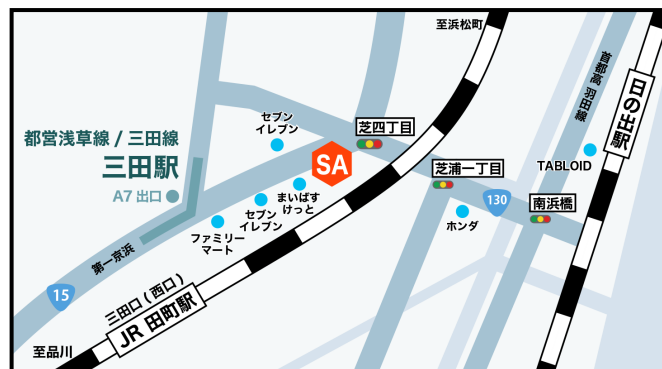 至浜松町
首都高 羽田線
日の出駅
セブン
イレブン
芝四丁目
都営浅草線 / 三田線
三田駅
A7 出口
SA
芝浦一丁目
TABLOID
130
南浜橋
ホンダ
まいばす
けっと
セブン
イレブン
ファミリー
マート
第一京浜
15
三田口 (西口)
JR 田町駅
至品川